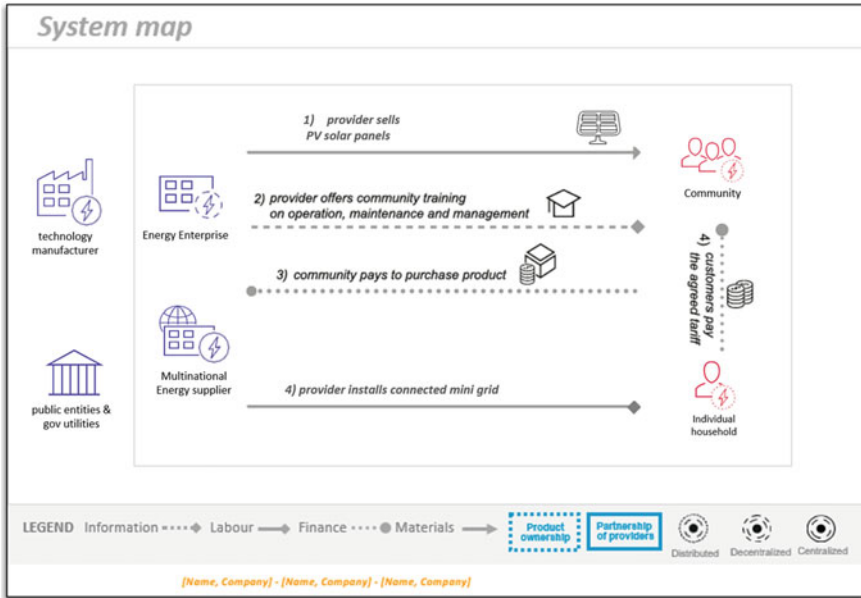 System map
1) provider sells
PV solar panels
technology
manufacturer
Energy Enterprise
2) provider offers community training
on operation, maintenance and management
Community
3) community pays to purchase product
4) customers pay
the agreed tariff
public entities &
gov utilities
Multinational
Energy supplier
4) provider installs connected mini grid
Individual
household
LEGEND Information Labour Finance Materials
Product
ownership
Partnership
of providers
Distributed Decentralized Centralized
[Name, Company] - [Name, Company] - [Name, Company]